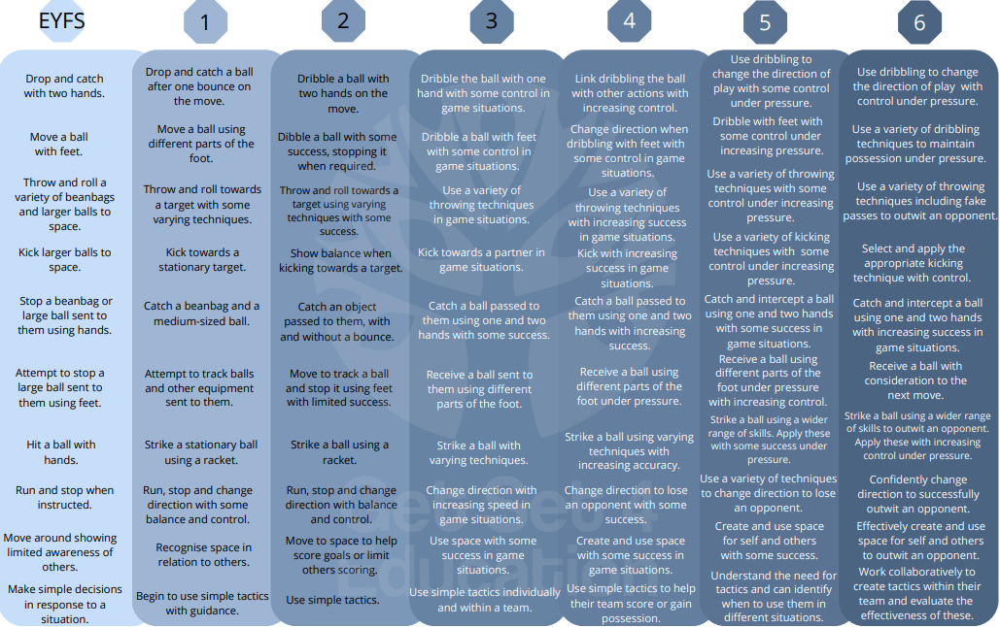 EYFS
Drop and catch
with two hands.
Move a ball
with feet.
Throw and roll a
variety of beanbags
and larger balls to
space.
Kick larger balls to
space.
Stop a beanbag or
large ball sent to
them using hands.
Attempt to stop a
large ball sent to
them using feet.
Hit a ball with
hands.
Run and stop when
instructed.
Move around showing
limited awareness of
others.
Make simple decisions
in response to a
situation.
1
Drop and catch a ball
after one bounce on
the move.
Move a ball using
different parts of the
foot.
Throw and roll towards
a target with some
varying techniques.
Kick towards a
stationary target.
Catch a beanbag and a
medium-sized ball.
Attempt to track balls
and other equipment
sent to them.
Strike a stationary ball
using a racket.
Run, stop and change
direction with some
balance and control.
Recognise space in
relation to others.
Begin to use simple tactics
with guidance.
2
Dribble a ball with
two hands on the
move.
Dibble a ball with some
success, stopping it
when required.
Throw and roll towards a
target using varying
techniques with some
success.
Show balance when
kicking towards a target.
Catch an object
passed to them, with
and without a bounce.
Move to track a ball
and stop it using feet
with limited success.
Strike a ball using a
racket.
Run, stop and change
direction with balance
and control.
Move to space to help
score goals or limit
others scoring.
Use simple tactics.
3
Dribble the ball with one
hand with some control in
game situations.
Dribble a ball with feet
with some control in
game situations.
Use a variety of
throwing techniques
in game situations.
Kick towards a partner in
game situations.
Catch a ball passed to
them using one and two
hands with some success.
Receive a ball sent to
them using different
parts of the foot.
Strike a ball with
varying techniques.
Change direction with
increasing speed in
game situations.
Use space with some
success in game
situations.
Use simple tactics individually
and within a team.
4
Link dribbling the ball
with other actions with
increasing control.
Change direction when
dribbling with feet with
some control in game
situations.
Use a variety of
throwing techniques
with increasing success
in game situations.
Kick with increasing
success in game
situations.
Catch a ball passed to
them using one and two
hands with increasing
success.
Receive a ball using
different parts of the
foot under pressure.
Strike a ball using varying
techniques with
increasing accuracy.
Change direction to lose
an opponent with some
success.
Create and use space
with some success in
game situations.
Use simple tactics to help
their team score or gain
possession.
5
Use dribbling to
change the direction of
play with some control
under pressure.
Dribble with feet with
some control under
increasing pressure.
Use a variety of throwing
techniques with some
control under increasing
pressure.
Use a variety of kicking
techniques with some
control under increasing
pressure.
Catch and intercept a ball
using one and two hands
with some success in
game situations.
Receive a ball using
different parts of the
foot under pressure
with increasing control.
Strike a ball using a wider
range of skills. Apply these
with some success under
pressure.
Use a variety of techniques
to change direction to lose
an opponent.
Create and use space
for self and others
with some success.
Understand the need for
tactics and can identify
when to use them in
different situations.
6
Use dribbling to change
the direction of play with
control under pressure.
Use a variety of dribbling
techniques to maintain
possession under pressure.
Use a variety of throwing
techniques including fake
passes to outwit an opponent.
Select and apply the
appropriate kicking
technique with control.
Catch and intercept a ball
using one and two hands
with increasing success in
game situations.
Receive a ball with
consideration to the
next move.
Strike a ball using a wider range
of skills to outwit an opponent.
Apply these with increasing
control under pressure.
Confidently change
direction to successfully
outwit an opponent.
Effectively create and use
space for self and others
to outwit an opponent.
Work collaboratively to
create tactics within their
team and evaluate the
effectiveness of these.
Get Set 4
Education